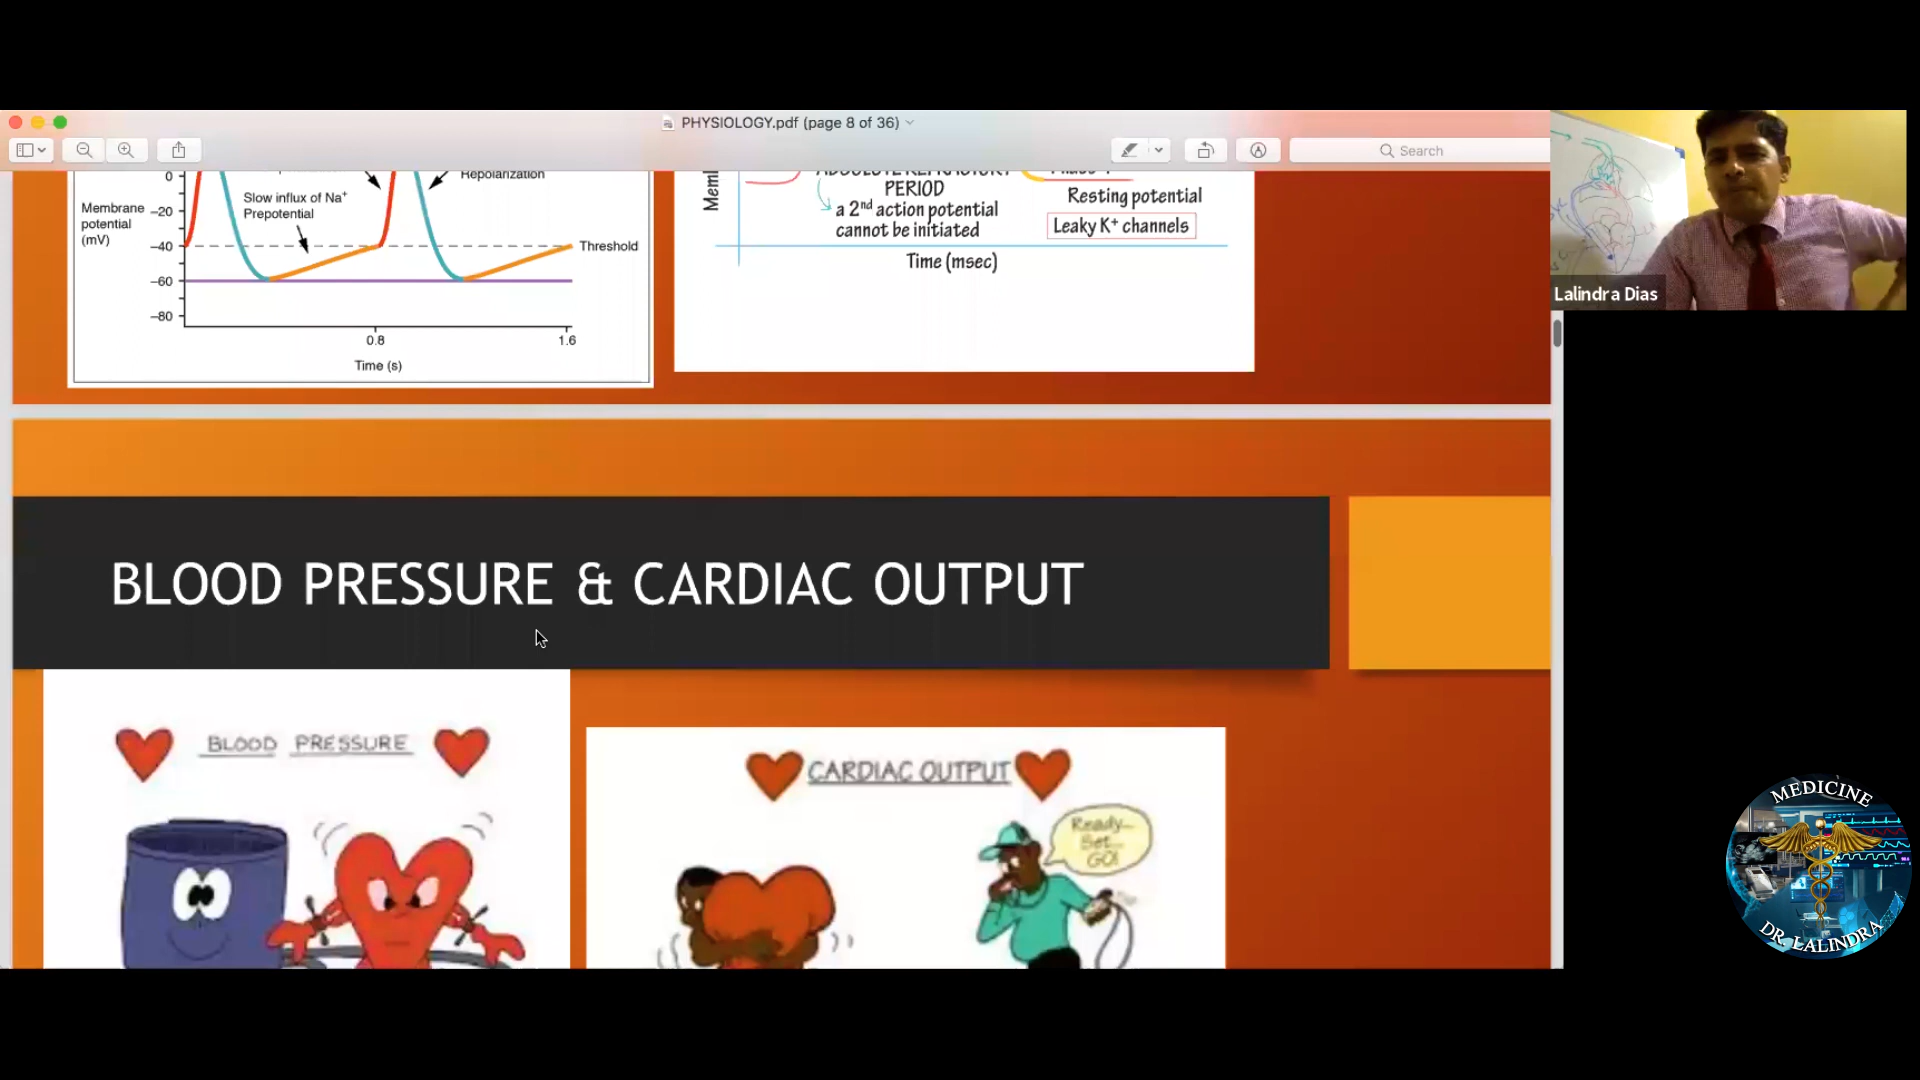 PHYSIOLOGY.pdf (page 8 of 36)
Search
0
Membrane
potential
(mV)
-20
-40
-60
-80
Slow influx of Na+
Prepotential
Repolarization
Threshold
0.8
1.6
Time (s)
PERIOD
a 2nd action potential
cannot be initiated
Resting potential
Leaky K+ channels
Time (msec)
Lalindra Dias
BLOOD PRESSURE & CARDIAC OUTPUT
BLOOD PRESSURE
CARDIAC OUTPUT
Ready...
Set...
GO!
MEDICINE
DR. LALINDRA